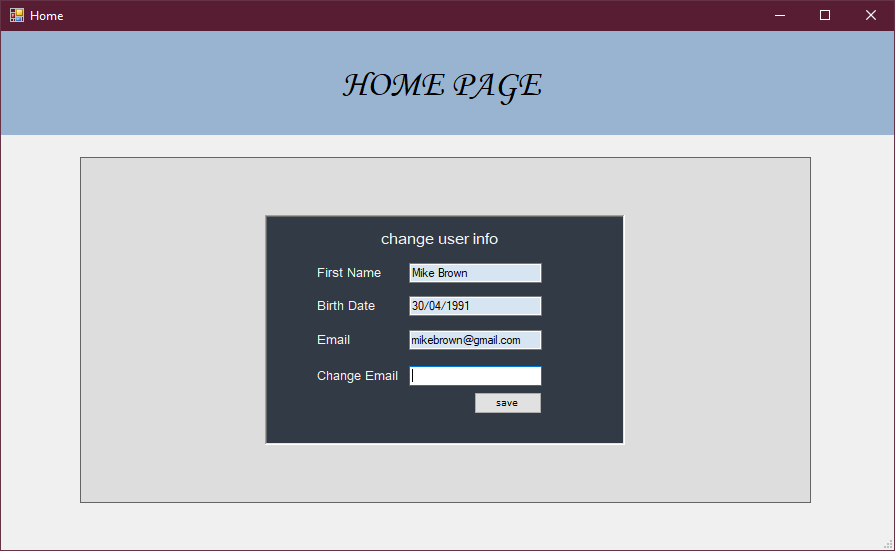 Home
HOME PAGE
change user info
First Name Mike Brown
Birth Date 30/04/1991
Email mikebrown@gmail.com
Change Email
save